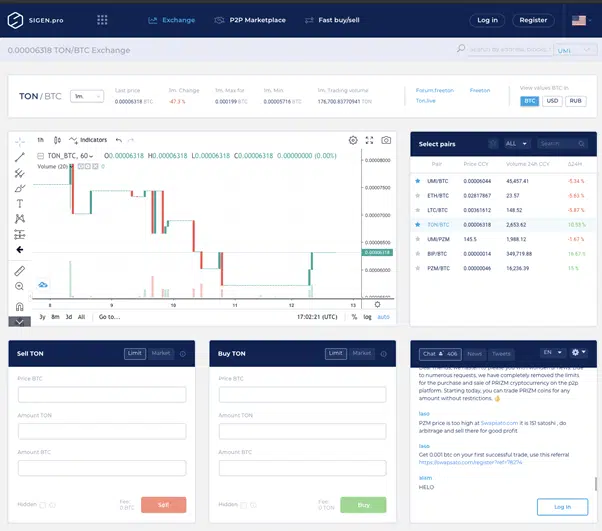 SIGEN.pro
Exchange
P2P Marketplace
Fast buy/sell
Log in
Register
0.00006318 TON/BTC Exchange
UMI
TON/BTC
1m.
Last price
0.00006318 BTC
1m. Change
-47.3 %
1m. Max for
0.000199 BTC
1m. Min
0.00005716 BTC
1m. Trading volume
176,700.83770941 TON
Forum freeton
Freeton
Ton.live
View values BTC in
BTC
USD
RUB
1h
Indicators
TON_BTC, 60
O0.00006318 H0.00006318 L0.00006318 C0.00006318 0.00000000 (0.00%)
Volume (20)
0.00008000
0.00007500
0.00007000
0.00006500
0.00006318
0.00006000
8 9 10 11 12 13
3y 8m 3d All Go to...
17:02:21 (UTC) % log auto
Select pairs
ALL
Search
Pair Price CCY Volume 24h CCY Δ24H
UMI/BTC 0.00006044 45,457.41 -5.34 %
ETH/BTC 0.02817867 23.57
LTC/BTC 0.00361612 148.52 -5.87 %
TON/BTC 0.00006318 2,653.62 10.53 %
UMI/PZM 145.5 1,988.12 -1.67 %
BIP/BTC 0.00000014 349,719.88
PZM/BTC 0.00000046 16,236.39 15 %
Sell TON
Limit
Market
Price BTC
Amount TON
Amount BTC
Hidden
Fee:
0 BTC
Sell
Buy TON
Limit
Market
Price BTC
Amount TON
Amount BTC
Hidden
Fee:
0 TON
Buy
Chat 406
News
Tweets
EN
to numerous requests, we have completely removed the limits
for the purchase and sale of PRIZM cryptocurrency on the p2p
platform. Starting today, you can trade PRIZM coins for any
amount without restrictions. 👌
iaso
PZM price is too high at Swapsato.com it is 151 satoshi , do
arbitrage and sell there for good profit
iaso
Get 0.001 btc on your first successful trade, use this referral
https://swapsato.com/register?ref=78274
HELO
Log in